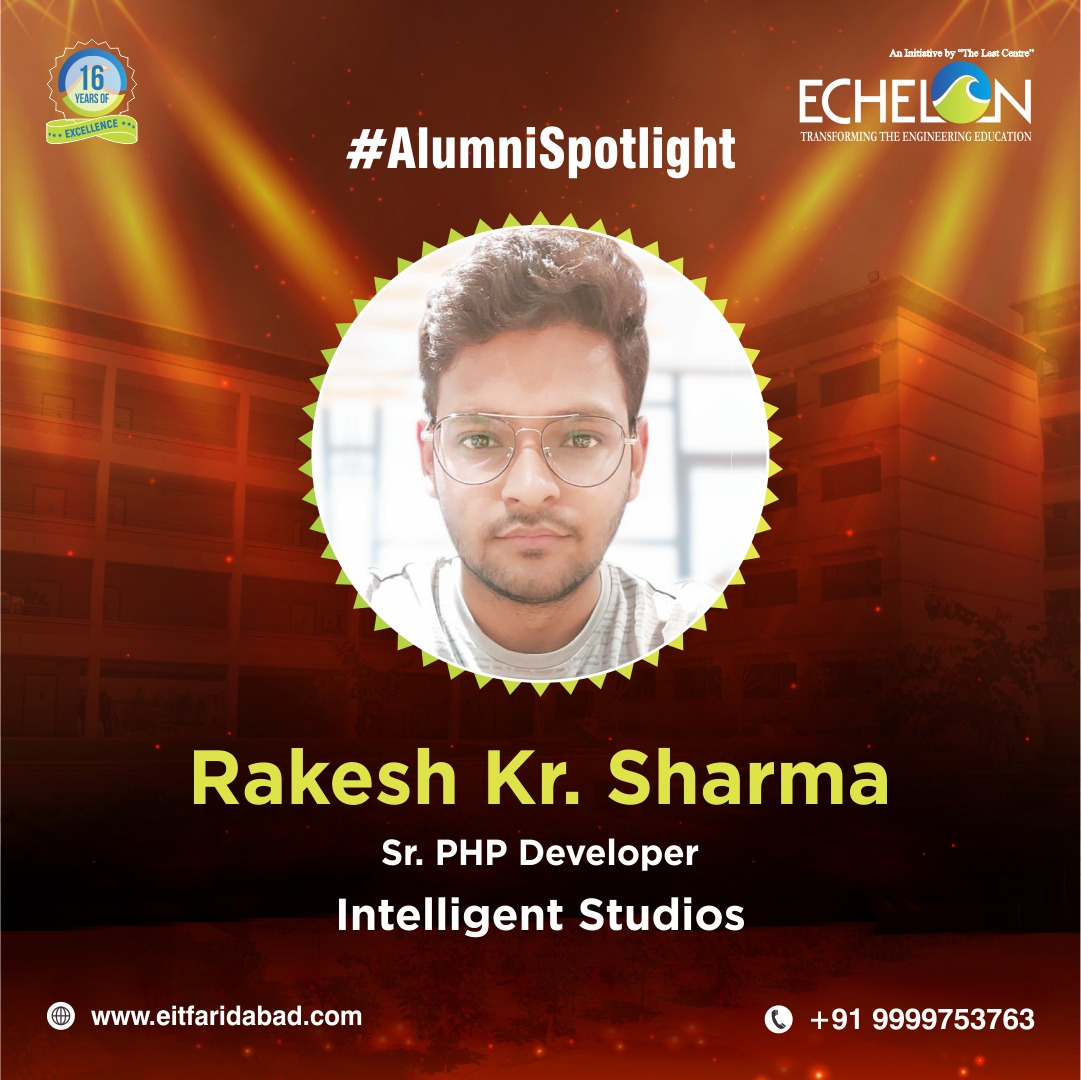 16
YEARS OF
EXCELLENCE
An Initiative by "The Last Centre"
ECHELON
TRANSFORMING THE ENGINEERING EDUCATION
#AlumniSpotlight
Rakesh Kr. Sharma
Sr. PHP Developer
Intelligent Studios
www.eitfaridabad.com
+91 9999753763